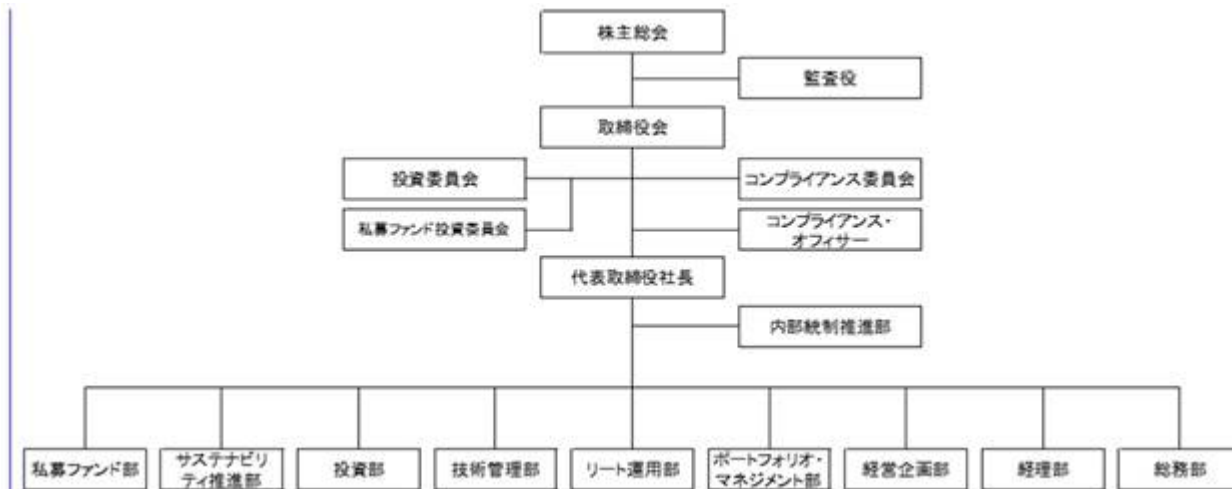 株主総会
監査役
取締役会
投資委員会
コンプライアンス委員会
私募ファンド投資委員会
コンプライアンス・
オフィサー
代表取締役社長
内部統制推進部
私募ファンド部
サステナビリ
ティ推進部
投資部
技術管理部
リート運用部
ポートフォリオ・
マネジメント部
経営企画部
経理部
総務部